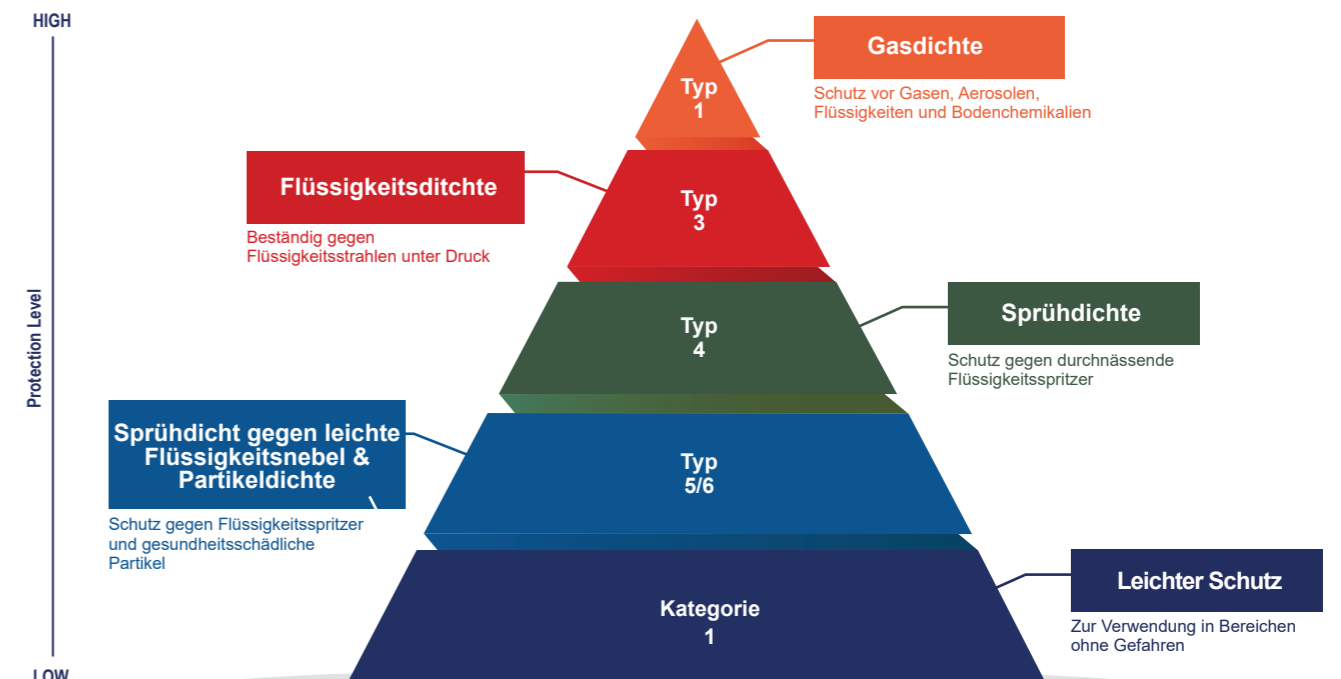 HIGH
Gasdichte
Schutz vor Gasen, Aerosolen,
Flüssigkeiten und Bodenchemikalien
Typ
1
Flüssigkeitsditchte
Beständig gegen
Flüssigkeitsstrahlen unter Druck
Typ
3
Protection Level
Sprühdichte
Schutz gegen durchnässende
Flüssigkeitsspritzer
Typ
4
Sprühdicht gegen leichte
Flüssigkeitsnebel &
Partikeldichte
Schutz gegen Flüssigkeitsspritzer
und gesundheitsschädliche
Partikel
Typ
5/6
Leichter Schutz
Zur Verwendung in Bereichen
ohne Gefahren
Kategorie
1
LOW